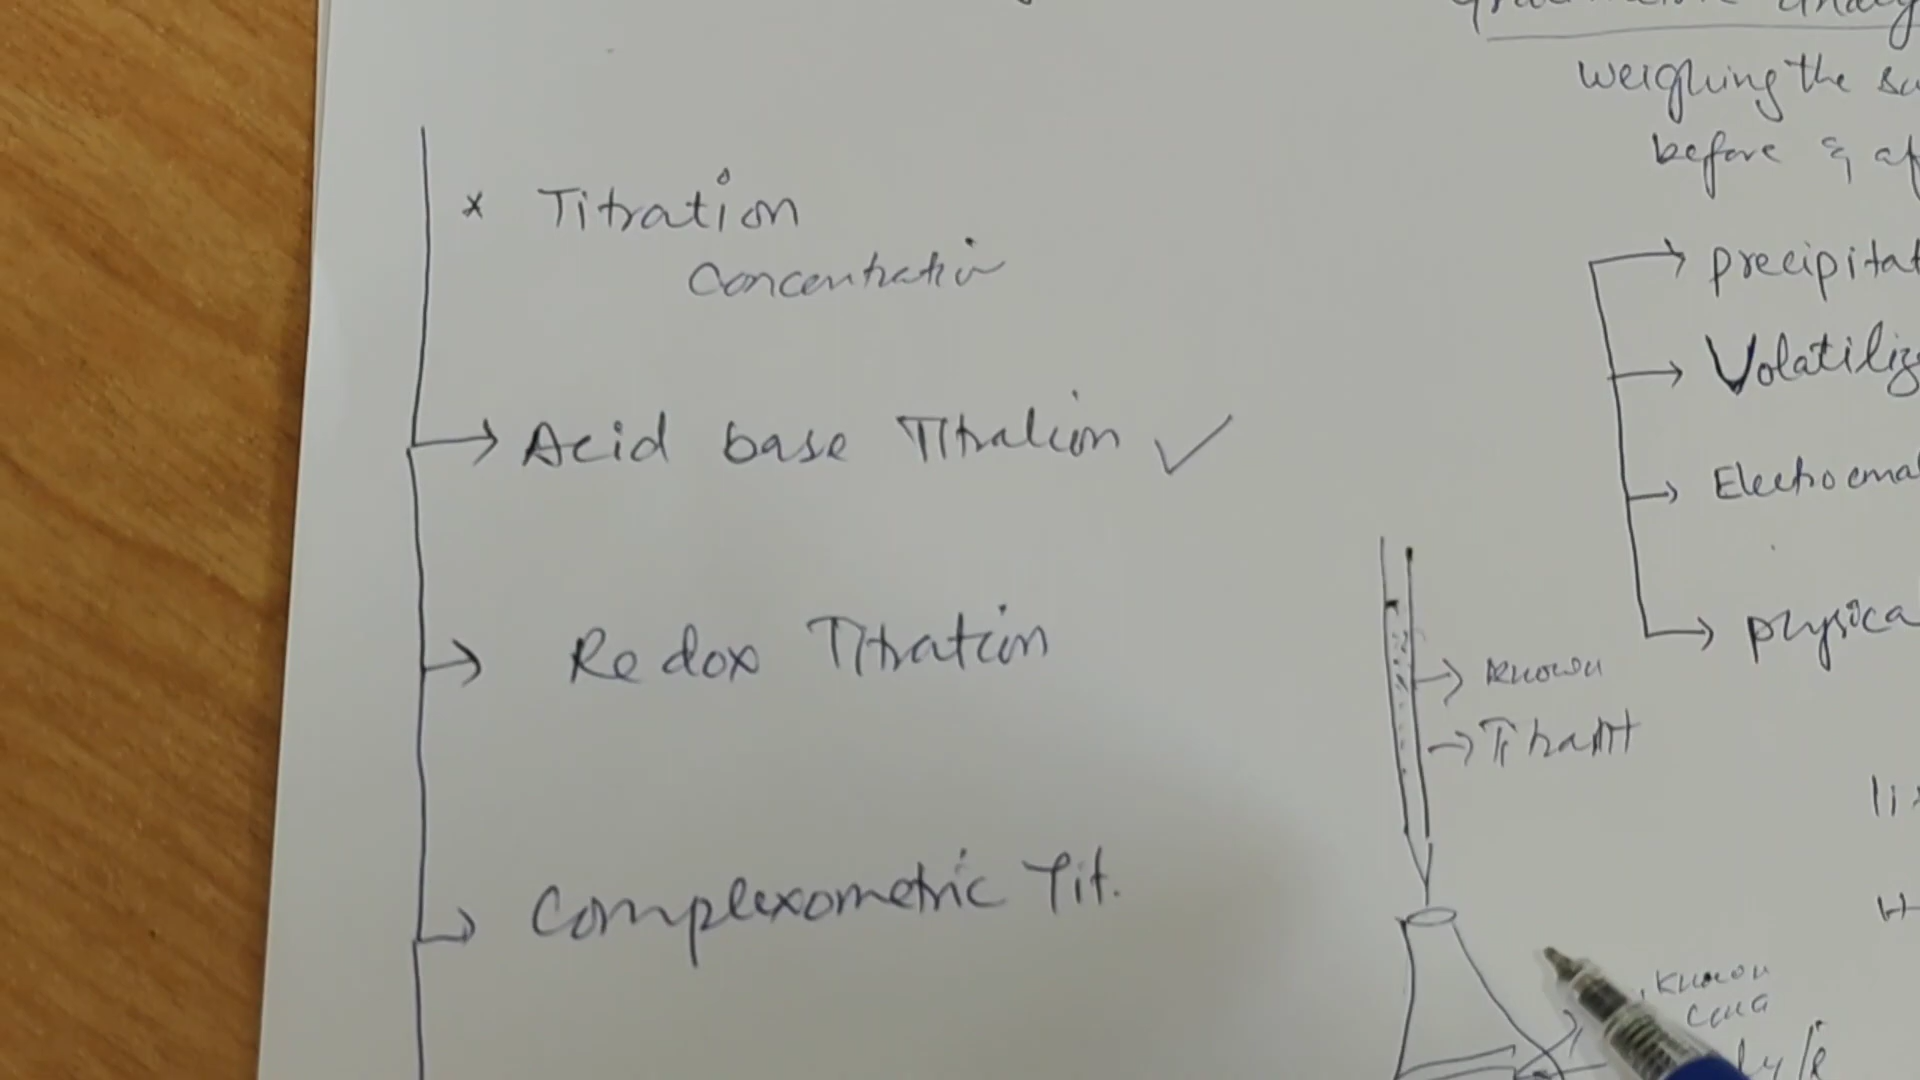 * Titration
Concentration
Acid base Titration ✓
Redox Titration
Complexometric Tit.
weighing the
before &
precipitat
Volatiliz
Electro
physica
known
Titrant
known